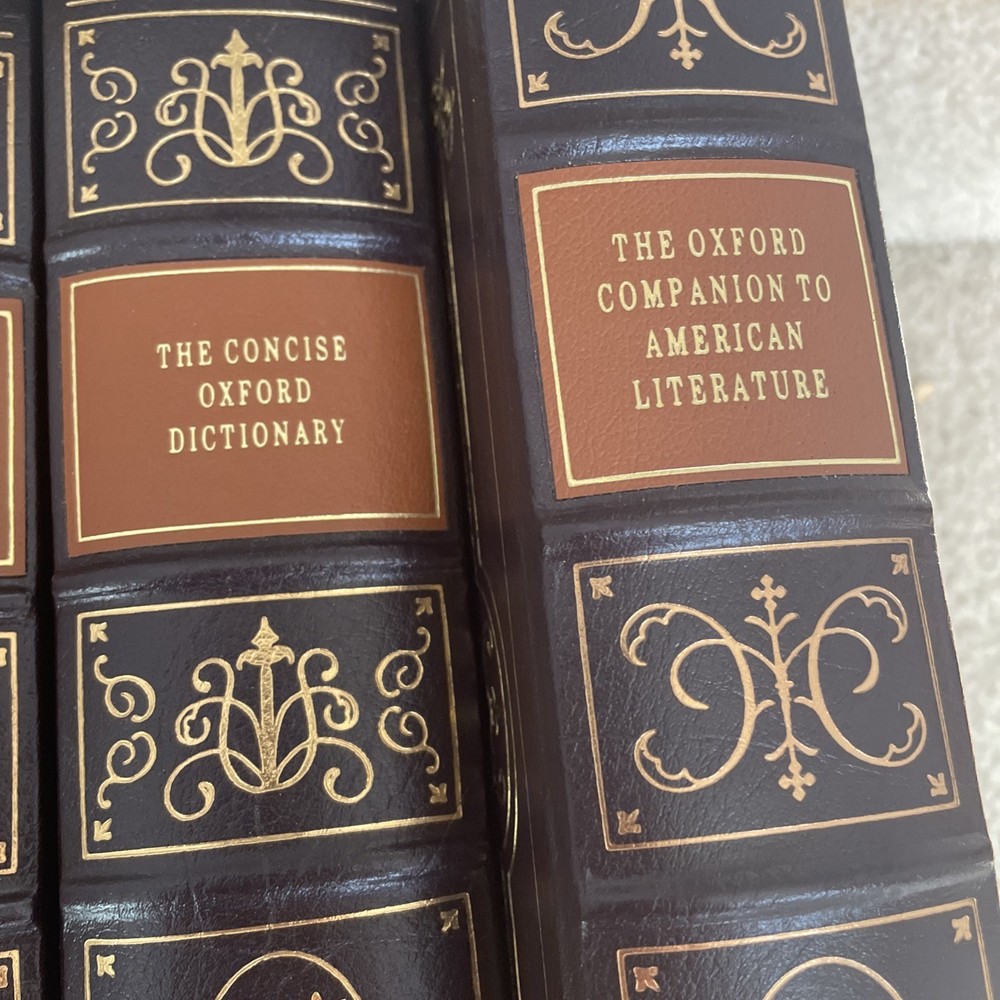 THE CONCISE
OXFORD
DICTIONARY
THE OXFORD
COMPANION TO
AMERICAN
LITERATURE